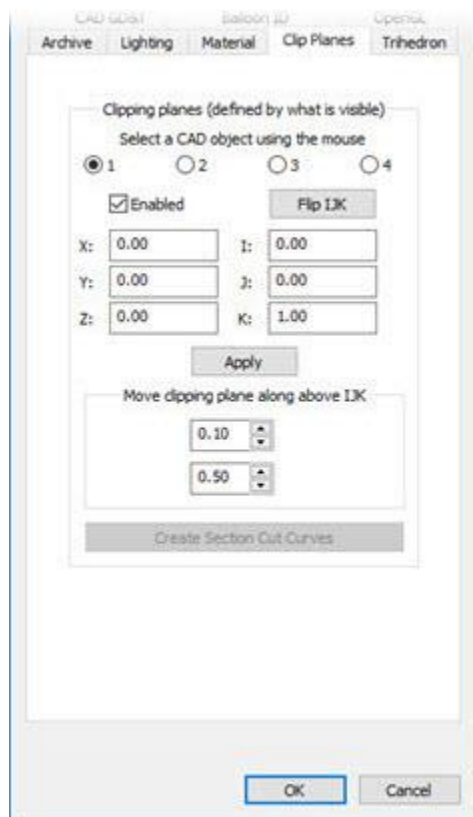 CAD GD&T Balloon ID OpenGL
Archive Lighting Material Clip Planes Trihedron
Clipping planes (defined by what is visible)
Select a CAD object using the mouse
1 2 3 4
Enabled Flip IJK
X: 0.00 I: 0.00
Y: 0.00 J: 0.00
Z: 0.00 K: 1.00
Apply
Move clipping plane along above IJK
0.10
0.50
Create Section Cut Curves
OK Cancel